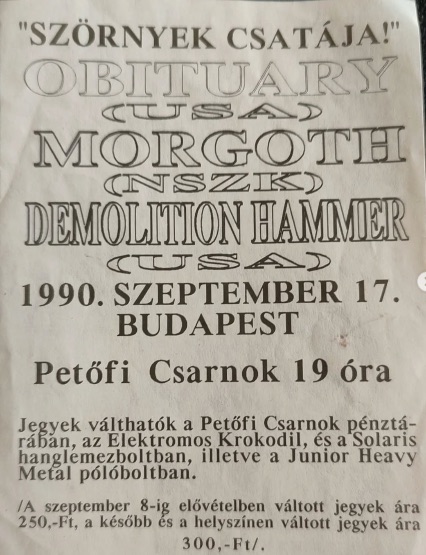 "SZÖRNYEK CSATÁJA!"
OBITUARY
(USA)
MORGOTH
(NSZK)
DEMOLITION HAMMER
(USA)
1990. SZEPTEMBER 17.
BUDAPEST
Petőfi Csarnok 19 óra
Jegyek válthatók a Petőfi Csarnok pénztá-
rában, az Elektromos Krokodil, és a Solaris
hanglemezboltban, illetve a Junior Heavy
Metal pólóboltban.
/A szeptember 8-ig elővételben váltott jegyek ára
250,-Ft, a később és a helyszínen váltott jegyek ára
300,-Ft/.